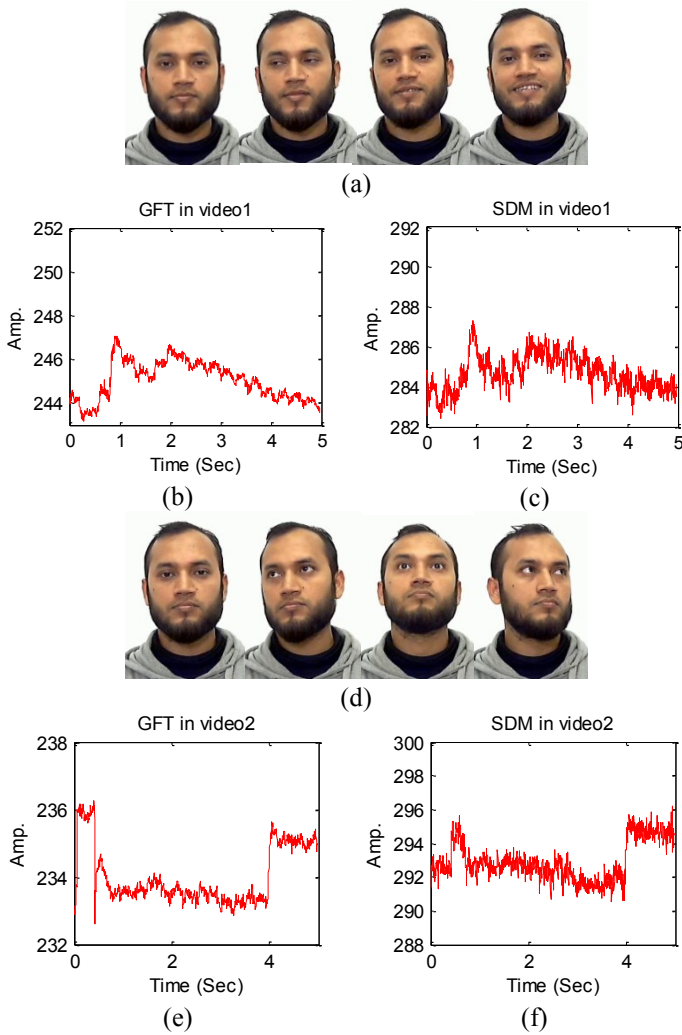 (a)
GFT in video1
252
250
248
246
244
Amp.
0 1 2 3 4 5
Time (Sec)
(b)
SDM in video1
292
290
288
286
284
282
Amp.
0 1 2 3 4 5
Time (Sec)
(c)
(d)
GFT in video2
238
236
234
232
Amp.
0 2 4
Time (Sec)
(e)
SDM in video2
300
298
296
294
292
290
288
Amp.
0 2 4
Time (Sec)
(f)